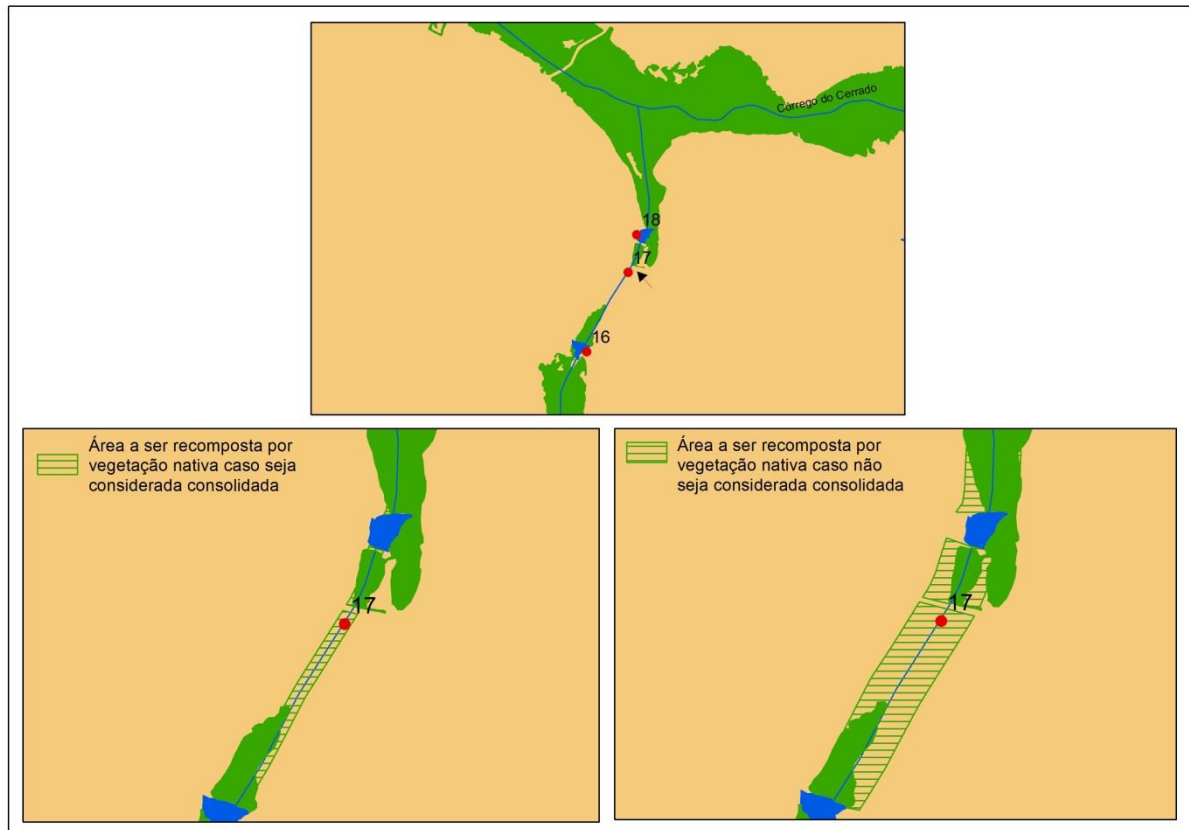 Córrego do Cerrado
18
17
16
Área a ser recomposta por
vegetação nativa caso seja
considerada consolidada
17
Área a ser recomposta por
vegetação nativa caso não
seja considerada consolidada
17